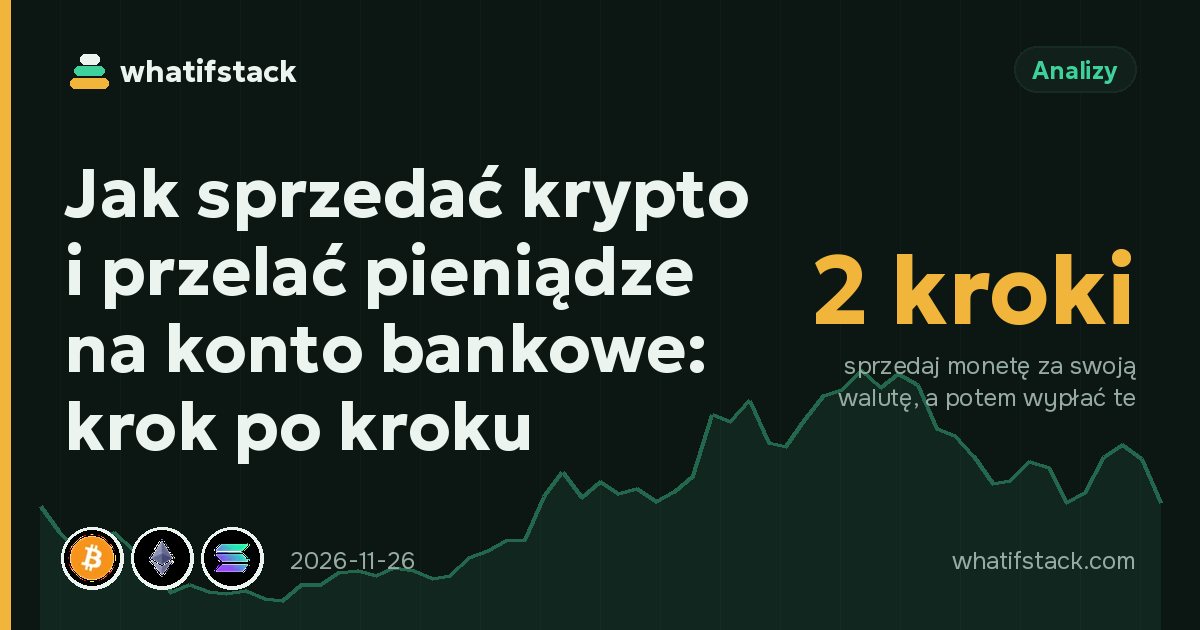 whatifstack
Analizy
Jak sprzedać krypto
i przelać pieniądze
na konto bankowe:
krok po kroku
2 kroki
sprzedaj monetę za swoją
walutę, a potem wypłać te
2026-11-26
whatifstack.com